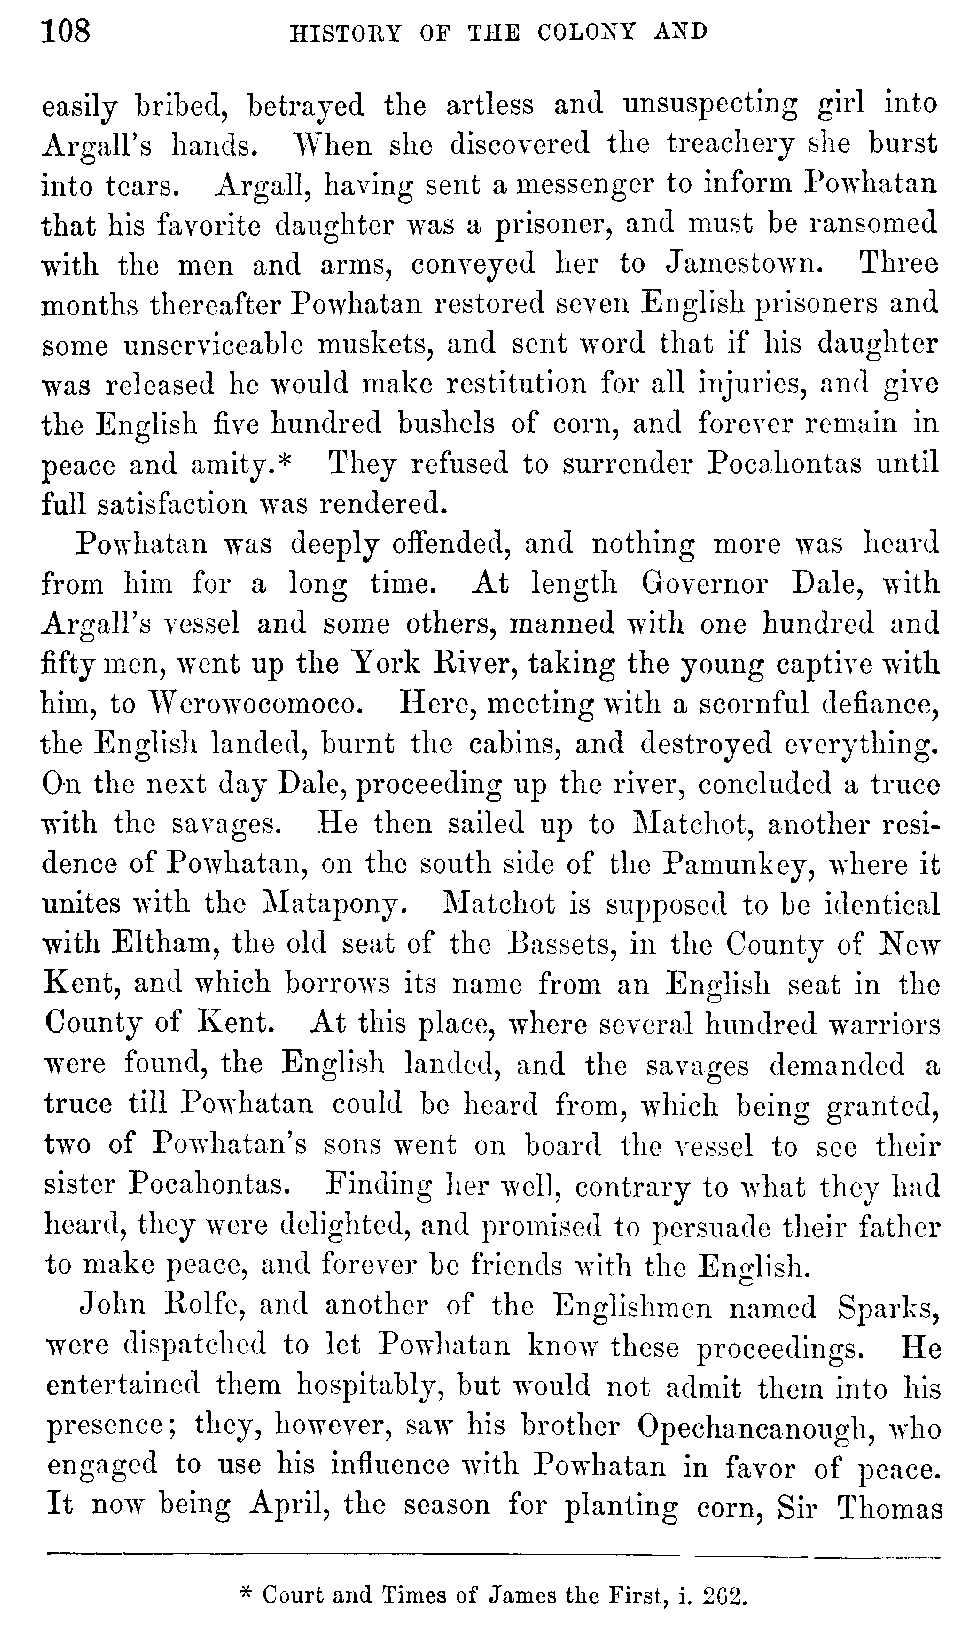 108 HISTORY OF THE COLONY AND
easily bribed, betrayed the artless and unsuspecting girl into
Argall's hands. When she discovered the treachery she burst
into tears. Argall, having sent a messenger to inform Powhatan
that his favorite daughter was a prisoner, and must be ransomed
with the men and arms, conveyed her to Jamestown. Three
months thereafter Powhatan restored seven English prisoners and
some unserviceable muskets, and sent word that if his daughter
was released he would make restitution for all injuries, and give
the English five hundred bushels of corn, and forever remain in
peace and amity.* They refused to surrender Pocahontas until
full satisfaction was rendered.
Powhatan was deeply offended, and nothing more was heard
from him for a long time. At length Governor Dale, with
Argall's vessel and some others, manned with one hundred and
fifty men, went up the York River, taking the young captive with
him, to Werowocomoco. Here, meeting with a scornful defiance,
the English landed, burnt the cabins, and destroyed everything.
On the next day Dale, proceeding up the river, concluded a truce
with the savages. He then sailed up to Matchot, another resi-
dence of Powhatan, on the south side of the Pamunkey, where it
unites with the Matapony. Matchot is supposed to be identical
with Eltham, the old seat of the Bassets, in the County of New
Kent, and which borrows its name from an English seat in the
County of Kent. At this place, where several hundred warriors
were found, the English landed, and the savages demanded a
truce till Powhatan could be heard from, which being granted,
two of Powhatan's sons went on board the vessel to see their
sister Pocahontas. Finding her well, contrary to what they had
heard, they were delighted, and promised to persuade their father
to make peace, and forever be friends with the English.
John Rolfe, and another of the Englishmen named Sparks,
were dispatched to let Powhatan know these proceedings. He
entertained them hospitably, but would not admit them into his
presence; they, however, saw his brother Opechancanough, who
engaged to use his influence with Powhatan in favor of peace.
It now being April, the season for planting corn, Sir Thomas
* Court and Times of James the First, i. 262.